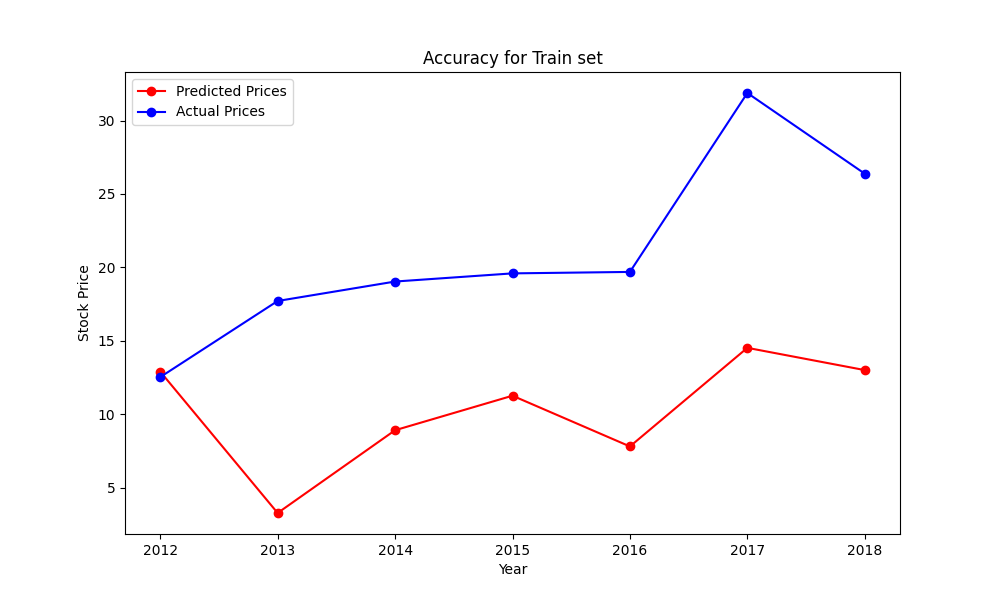 Accuracy for Train set
Predicted Prices
Actual Prices
30
25
20
15
10
5
Stock Price
2012 2013 2014 2015 2016 2017 2018
Year